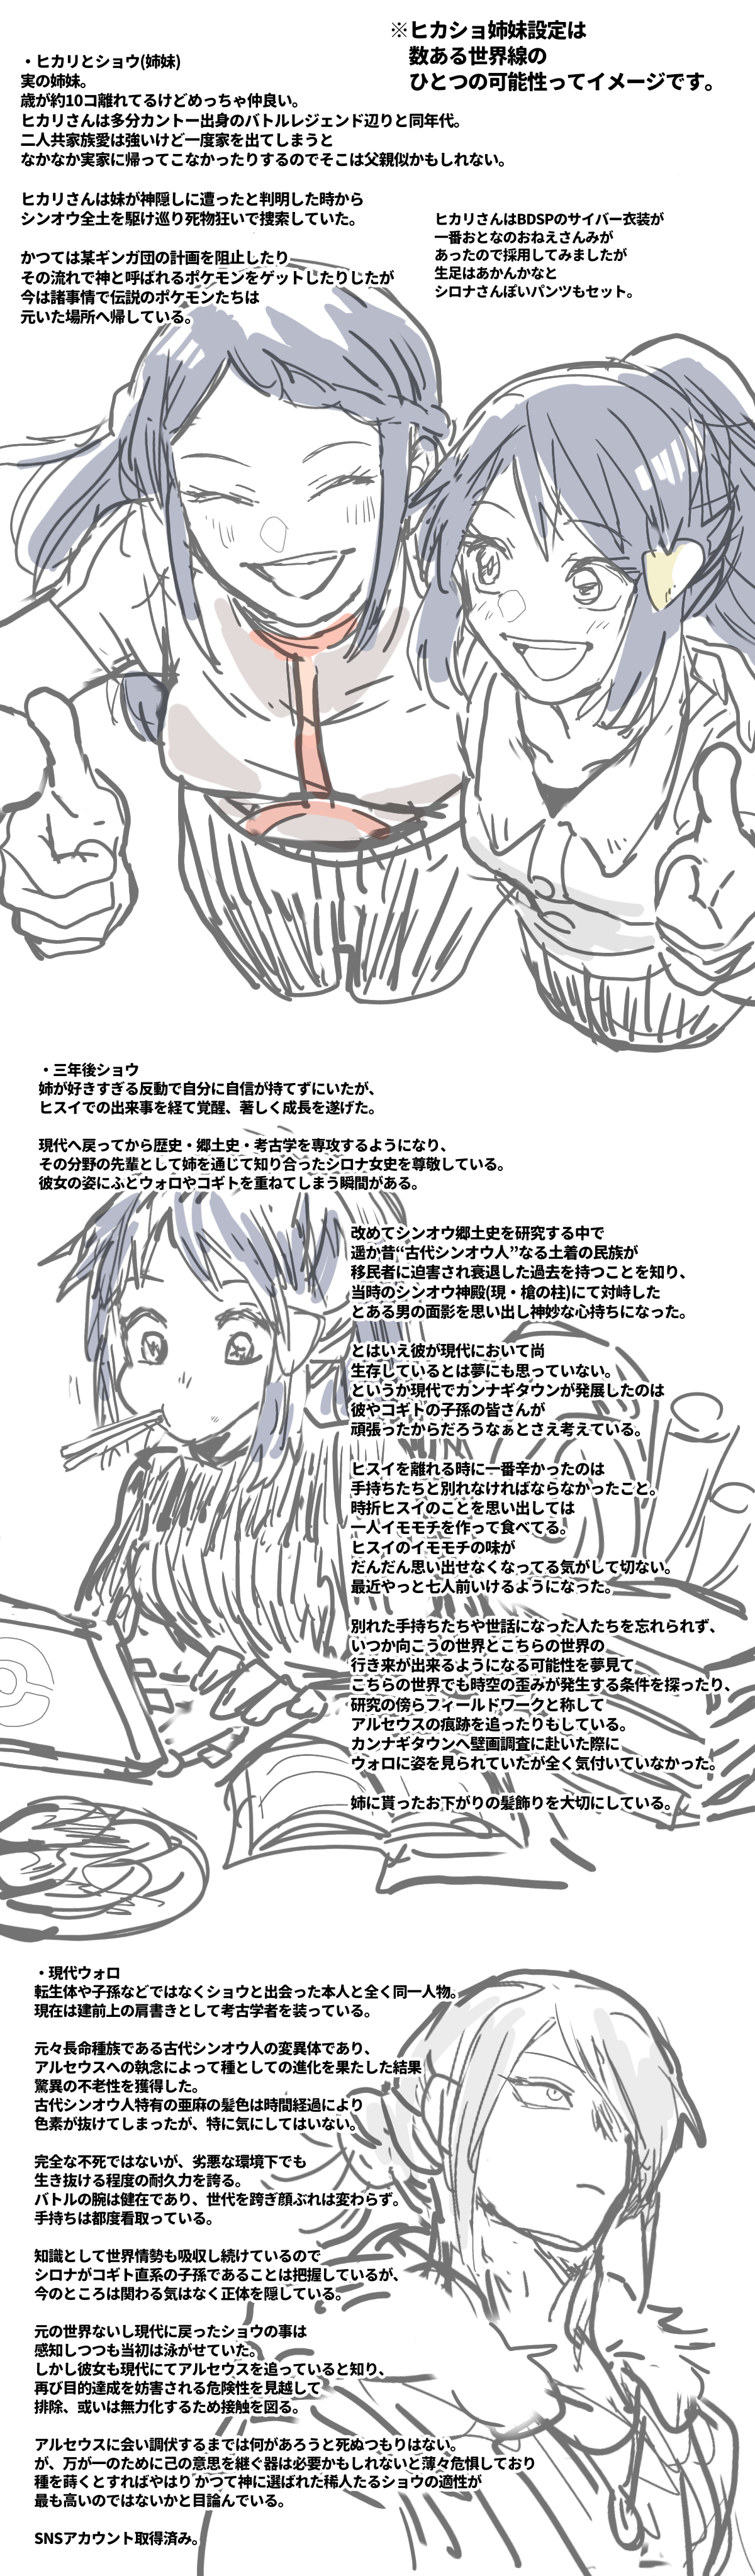 ※ヒカショ姉妹設定は
数ある世界線の
ひとつの可能性ってイメージです。
・ヒカリとショウ(姉妹)
実の姉妹。
歳が約10コ離れてるけどめっちゃ仲良い。
ヒカリさんは多分カントー出身のバトルレジェンド辺りと同年代。
二人共家族愛は強いけど一度家を出てしまうと
なかなか実家に帰ってこなかったりするのでそこは父親似かもしれない。
ヒカリさんは妹が神隠しに遭ったと判明した時から
シンオウ全土を駆け巡り死物狂いで捜索していた。
かつては某ギンガ団の計画を阻止したり
その流れで神と呼ばれるポケモンをゲットしたりしたが
今は諸事情で伝説のポケモンたちは
元いた場所へ帰している。
ヒカリさんはBDSPのサイバー衣装が
一番おとなのおねえさんみが
あったので採用してみましたが
生足はあかんかなと
シロナさんぽいパンツもセット。
・三年後ショウ
姉が好きすぎる反動で自分に自信が持てずにいたが、
ヒスイでの出来事を経て覚醒、著しく成長を遂げた。
現代へ戻ってから歴史・郷土史・考古学を専攻するようになり、
その分野の先輩として姉を通じて知り合ったシロナ女史を尊敬している。
彼女の姿にふとウォロやコギトを重ねてしまう瞬間がある。
改めてシンオウ郷土史を研究する中で
遥か昔“古代シンオウ人”なる土着の民族が
移民者に迫害され衰退した過去を持つことを知り、
当時のシンオウ神殿(現・槍の柱)にて対峙した
とある男の面影を思い出し神妙な心持ちになった。
とはいえ彼が現代において尚
生存しているとは夢にも思っていない。
というか現代でカンナギタウンが発展したのは
彼やコギトの子孫の皆さんが
頑張ったからだろうなぁとさえ考えている。
ヒスイを離れる時に一番辛かったのは
手持ちたちと別れなければならなかったこと。
時折ヒスイのことを思い出しては
一人イモモチを作って食べてる。
ヒスイのイモモチの味が
だんだん思い出せなくなってる気がして切ない。
最近やっと七人前いけるようになった。
別れた手持ちたちや世話になった人たちを忘れられず、
いつか向こうの世界とこちらの世界の
行き来が出来るようになる可能性を夢見て
こちらの世界でも時空の歪みが発生する条件を探ったり、
研究の傍らフィールドワークと称して
アルセウスの痕跡を追ったりもしている。
カンナギタウンへ壁画調査に赴いた際に
ウォロに姿を見られていたが全く気付いていなかった。
姉に貰ったお下がりの髪飾りを大切にしている。
・現代ウォロ
転生体や子孫などではなくショウと出会った本人と全く同一人物。
現在は建前上の肩書きとして考古学者を装っている。
元々長命種族である古代シンオウ人の変異体であり、
アルセウスへの執念によって種としての進化を果たした結果
驚異の不老性を獲得した。
古代シンオウ人特有の亜麻の髪色は時間経過により
色素が抜けてしまったが、特に気にしてはいない。
完全な不死ではないが、劣悪な環境下でも
生き抜ける程度の耐久力を誇る。
バトルの腕は健在であり、世代を跨ぎ顔ぶれは変わらず。
手持ちは都度看取っている。
知識として世界情勢も吸収し続けているので
シロナがコギト直系の子孫であることは把握しているが、
今のところは関わる気はなく正体を隠している。
元の世界ないし現代に戻ったショウの事は
感知しつつも当初は泳がせていた。
しかし彼女も現代にてアルセウスを追っていると知り、
再び目的達成を妨害される危険性を見越して
排除、或いは無力化するため接触を図る。
アルセウスに会い調伏するまでは何があろうと死ぬつもりはない。
が、万が一のために己の意思を継ぐ器は必要かもしれないと薄々危惧しており
種を蒔くとすればやはりかつて神に選ばれた稀人たるショウの適性が
最も高いのではないかと目論んでいる。
SNSアカウント取得済み。